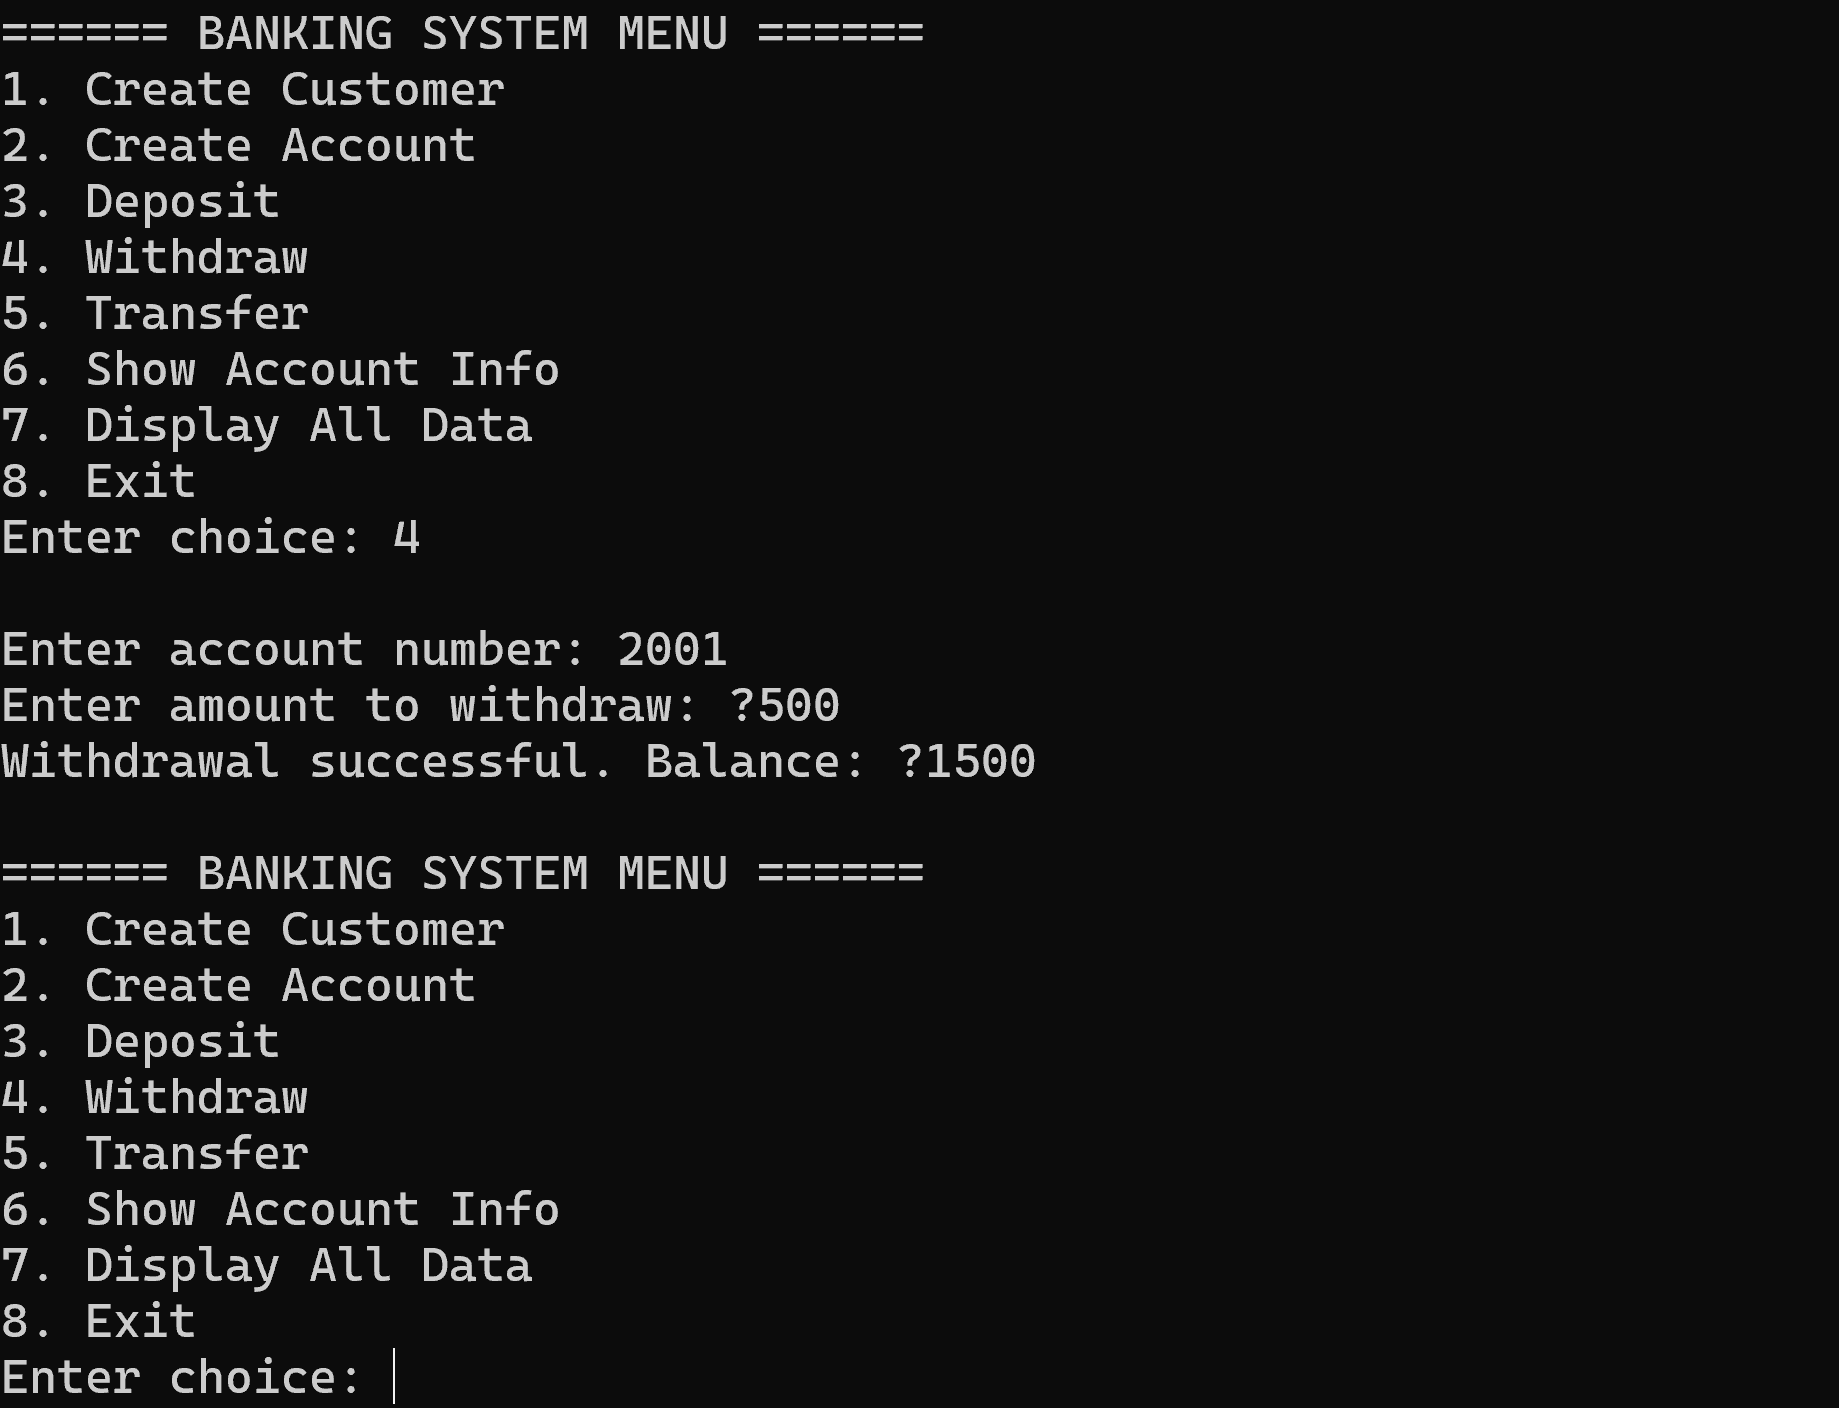 ====== BANKING SYSTEM MENU ======
1. Create Customer
2. Create Account
3. Deposit
4. Withdraw
5. Transfer
6. Show Account Info
7. Display All Data
8. Exit
Enter choice: 4
Enter account number: 2001
Enter amount to withdraw: ?500
Withdrawal successful. Balance: ?1500
====== BANKING SYSTEM MENU ======
1. Create Customer
2. Create Account
3. Deposit
4. Withdraw
5. Transfer
6. Show Account Info
7. Display All Data
8. Exit
Enter choice: